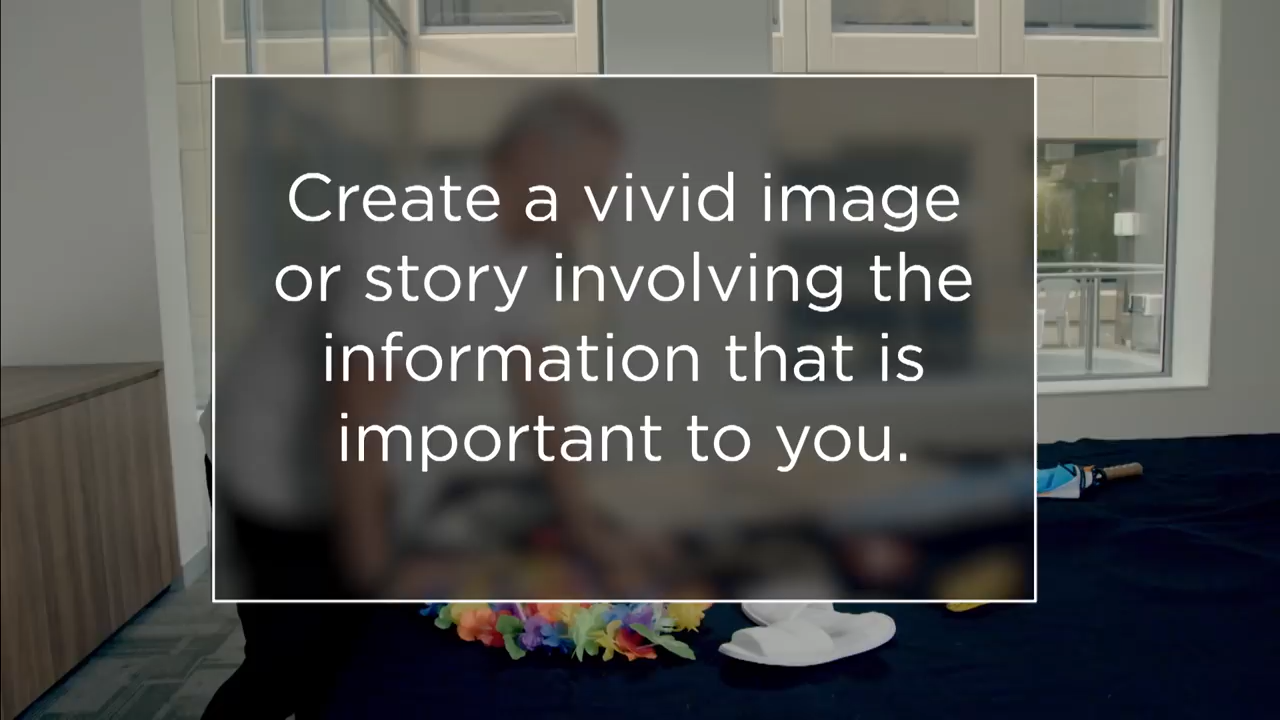 Create a vivid image
or story involving the
information that is
important to you.